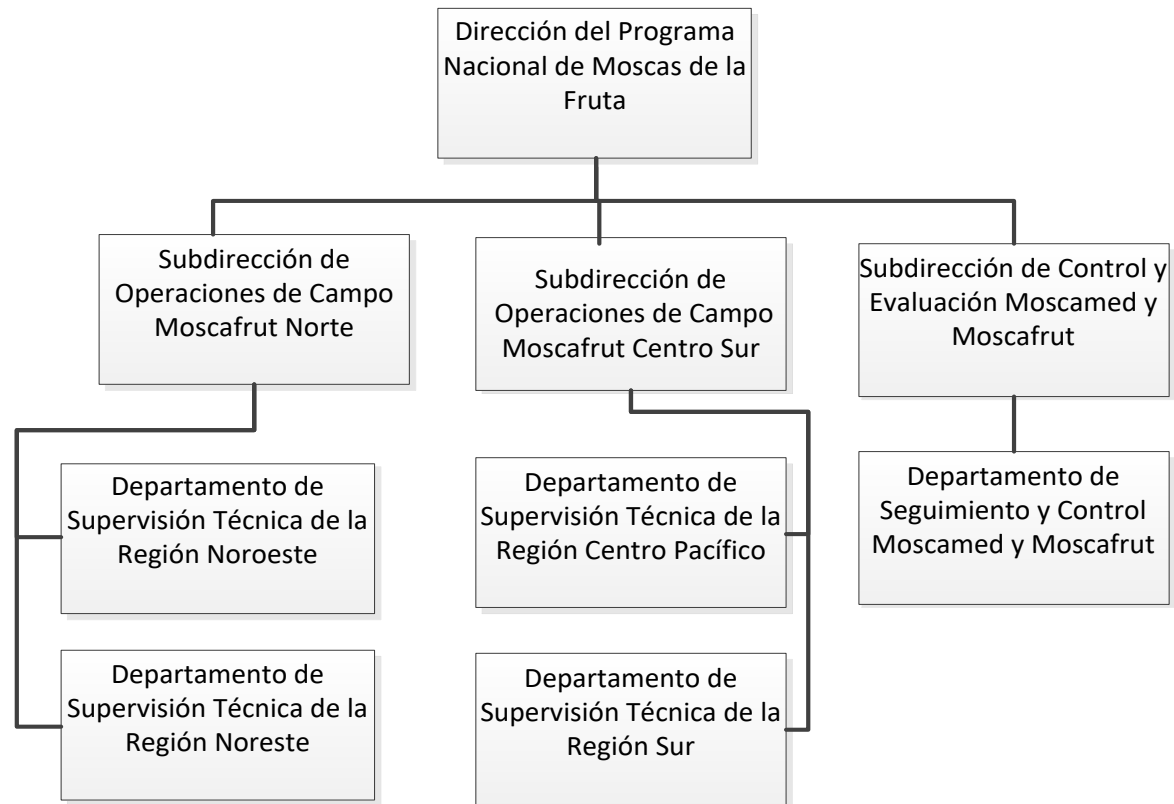 Dirección del Programa
Nacional de Moscas de la
Fruta
Subdirección de
Operaciones de Campo
Moscafrut Norte
Subdirección de
Operaciones de Campo
Moscafrut Centro Sur
Subdirección de Control y
Evaluación Moscamed y
Moscafrut
Departamento de
Supervisión Técnica de la
Región Noroeste
Departamento de
Supervisión Técnica de la
Región Centro Pacífico
Departamento de
Seguimiento y Control
Moscamed y Moscafrut
Departamento de
Supervisión Técnica de la
Región Noreste
Departamento de
Supervisión Técnica de la
Región Sur